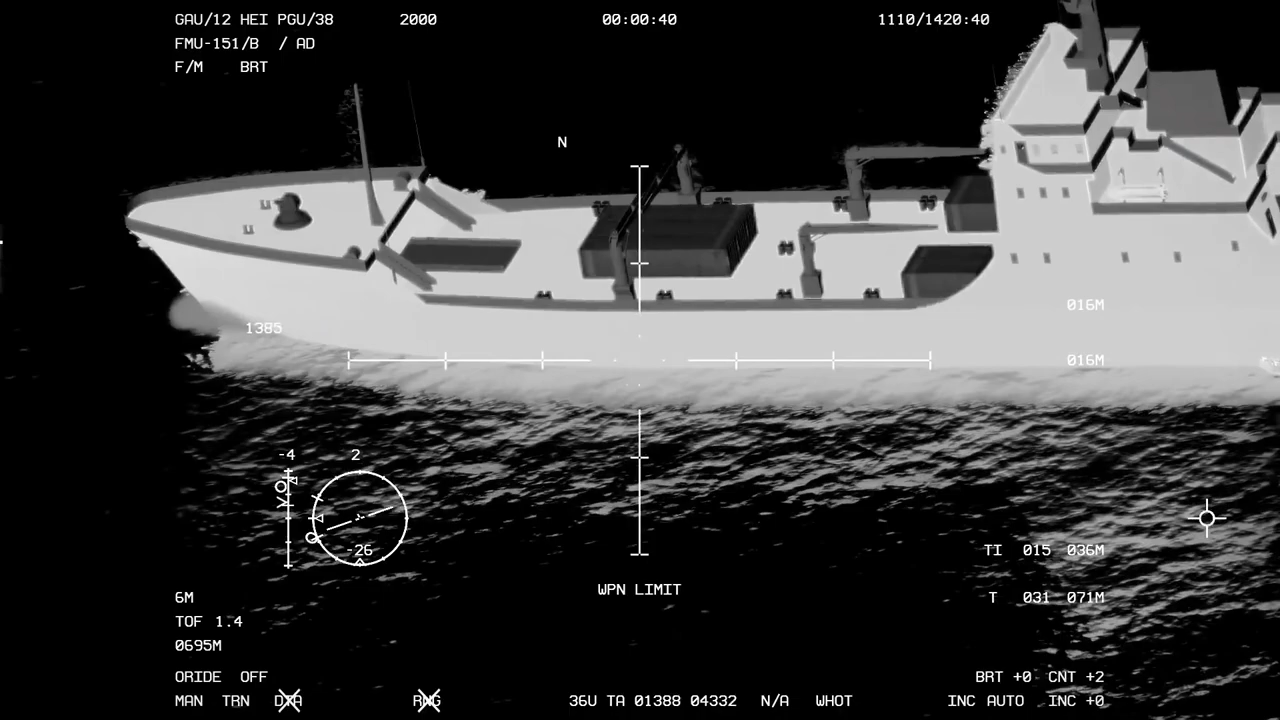 GAU/12 HEI PGU/38 2000 00:00:40 1110/1420:40
FMU-151/B / AD
F/M BRT
N
016M
1385
016M
-4 2
-26
TI 015 036M
WPN LIMIT
6M T 031 071M
TOF 1.4
0695M
ORIDE OFF BRT +0 CNT +2
MAN TRN DTA RNG 36U TA 01388 04332 N/A WHOT INC AUTO INC +0